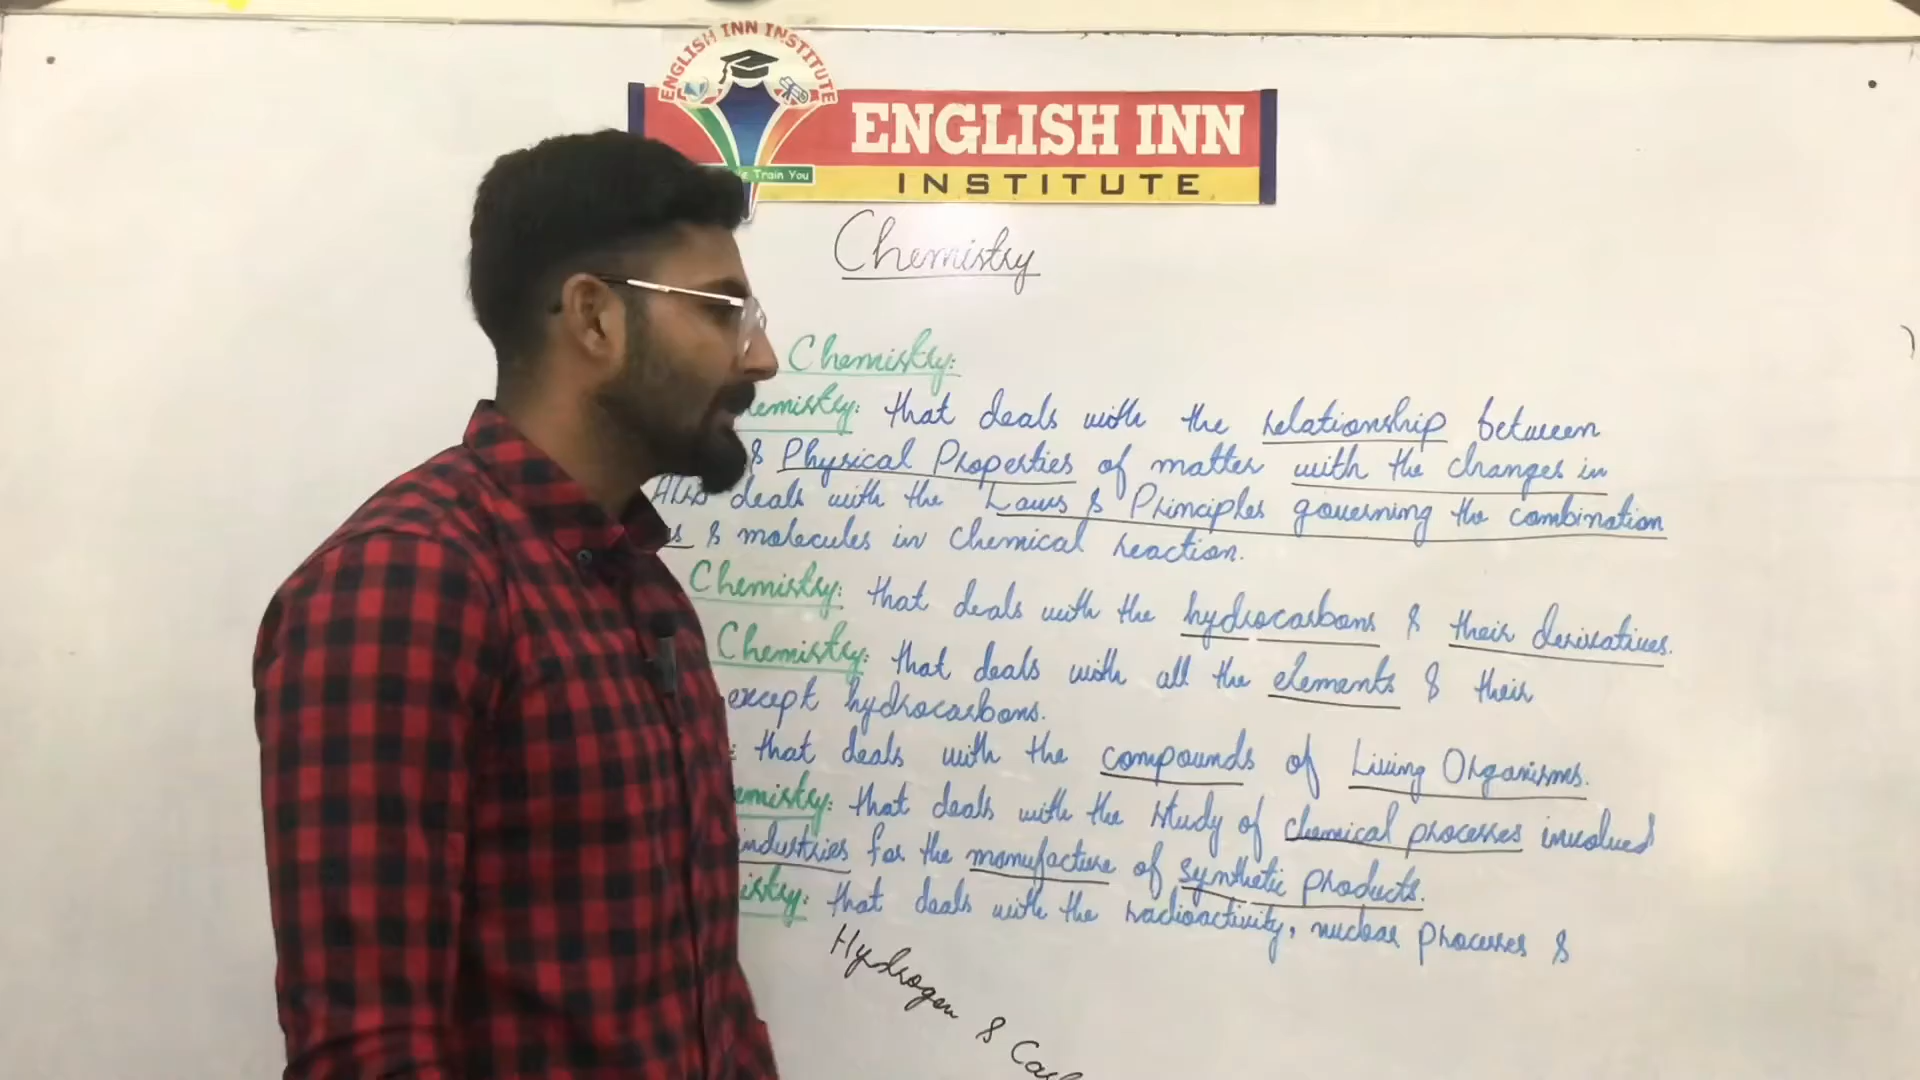 ENGLISH INN INSTITUTE
ENGLISH INN
Train You
INSTITUTE
Chemistry
Chemistry:
emistry: that deals with the relationship between
& Physical Properties of matter with the changes in
Also deals with the Laws & Principles governing the combination
& molecules in chemical reaction.
Chemistry: that deals with the hydrocarbons & their derivatives.
Chemistry: that deals with all the elements & their
except hydrocarbons.
: that deals with the compounds of Living Organisms.
emistry: that deals with the study of chemical processes involved
industries for the manufacture of synthetic products.
istry: that deals with the radioactivity, nuclear processes &
Hydrogen &